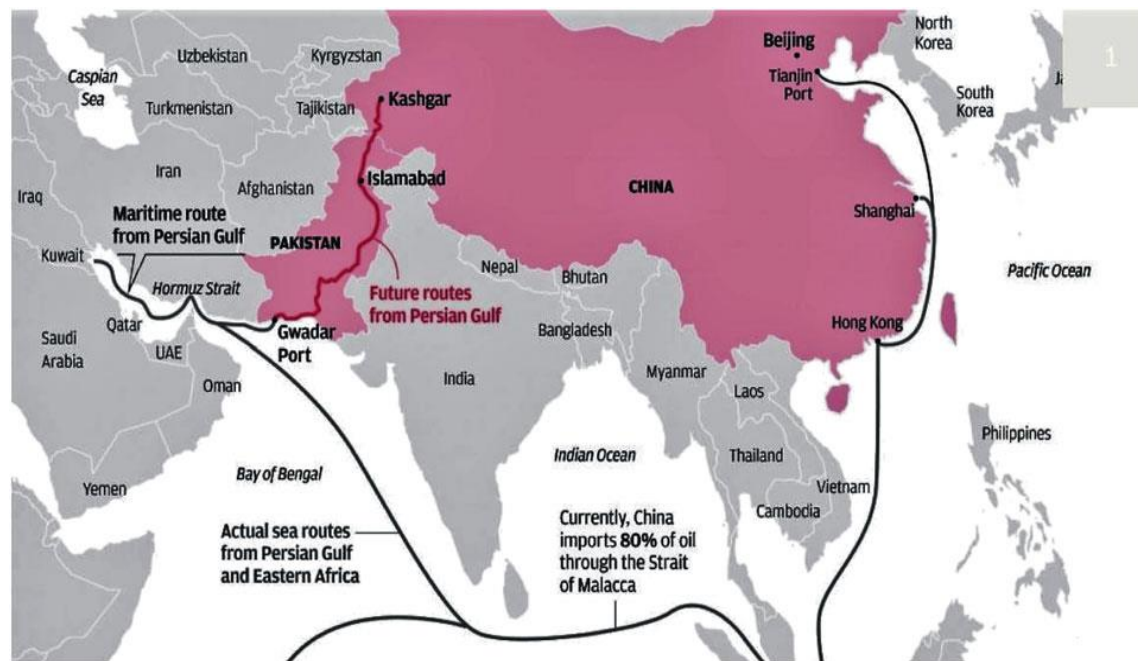 North
Korea
1
Beijing
Uzbekistan
Kyrgyzstan
Caspian
Sea
Tianjin
Port
Ja
Turkmenistan
Tajikistan
Kashgar
South
Korea
Iran
Islamabad
Afghanistan
CHINA
Iraq
Shanghai
Maritime route
from Persian Gulf
PAKISTAN
Kuwait
Nepal
Bhutan
Pacific Ocean
Hormuz Strait
Future routes
from Persian Gulf
Qatar
Gwadar
Port
Bangladesh
Hong Kong
Saudi
Arabia
UAE
Oman
India
Myanmar
Laos
Philippines
Bay of Bengal
Indian Ocean
Thailand
Yemen
Vietnam
Cambodia
Actual sea routes
from Persian Gulf
and Eastern Africa
Currently, China
imports 80% of oil
through the Strait
of Malacca